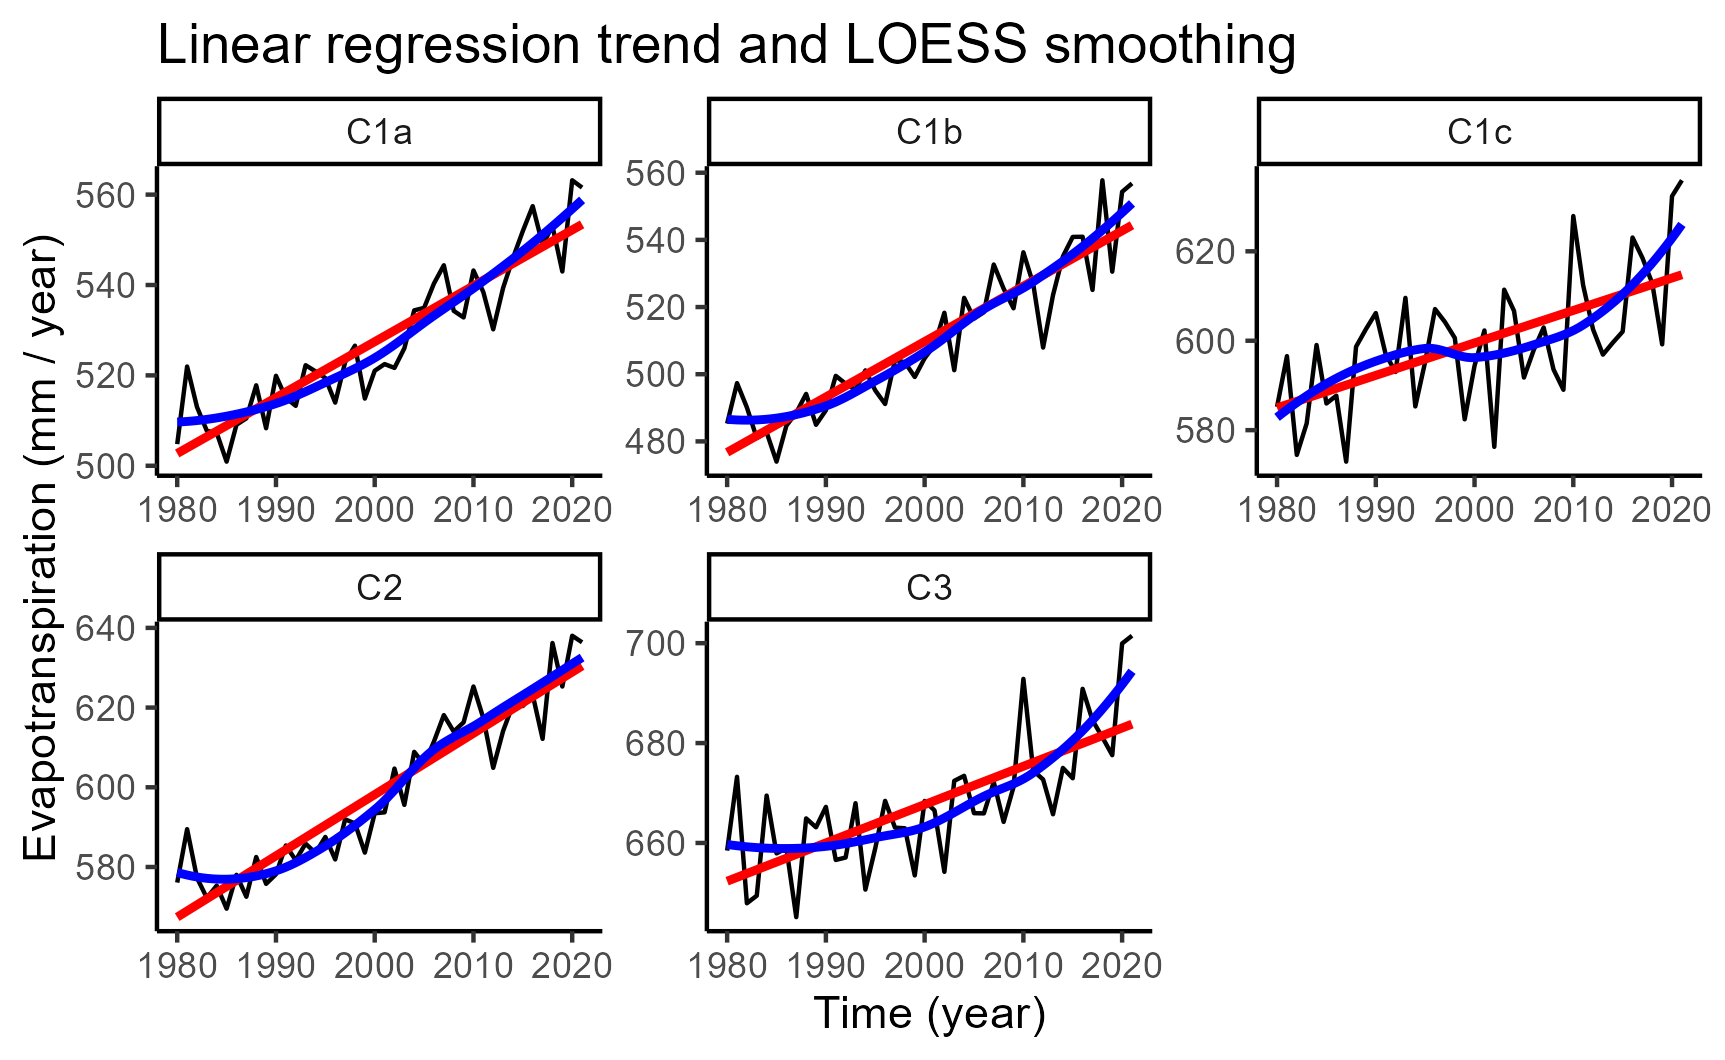 Linear regression trend and LOESS smoothing
C1a
C1b
C1c
560
540
520
500
560
540
520
500
480
620
600
580
1980 1990 2000 2010 2020
1980 1990 2000 2010 2020
1980 1990 2000 2010 2020
Evapotranspiration (mm / year)
C2
C3
640
620
600
580
700
680
660
1980 1990 2000 2010 2020
1980 1990 2000 2010 2020
Time (year)